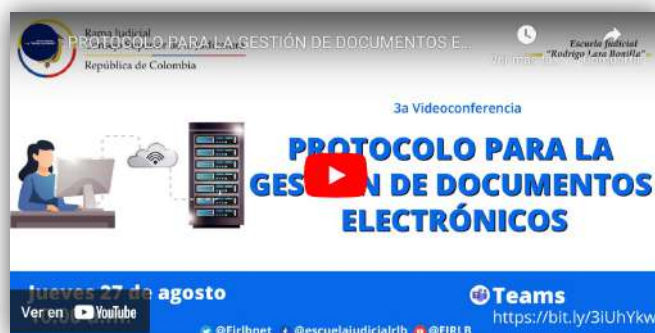 Rama Judicial
PROTOCOLO PARA LA GESTIÓN DE DOCUMENTOS E...
República de Colombia
Escuela Judicial
"Rodrigo Lara Bonilla"
3a Videoconferencia
PROTOCOLO PARA LA
GESTIÓN DE DOCUMENTOS
ELECTRÓNICOS
Jueves 27 de agosto
Teams
https://bit.ly/3iUhYkw
Ver en YouTube
@Ejrlbnet @escuelajudicialrlb @EJRLB